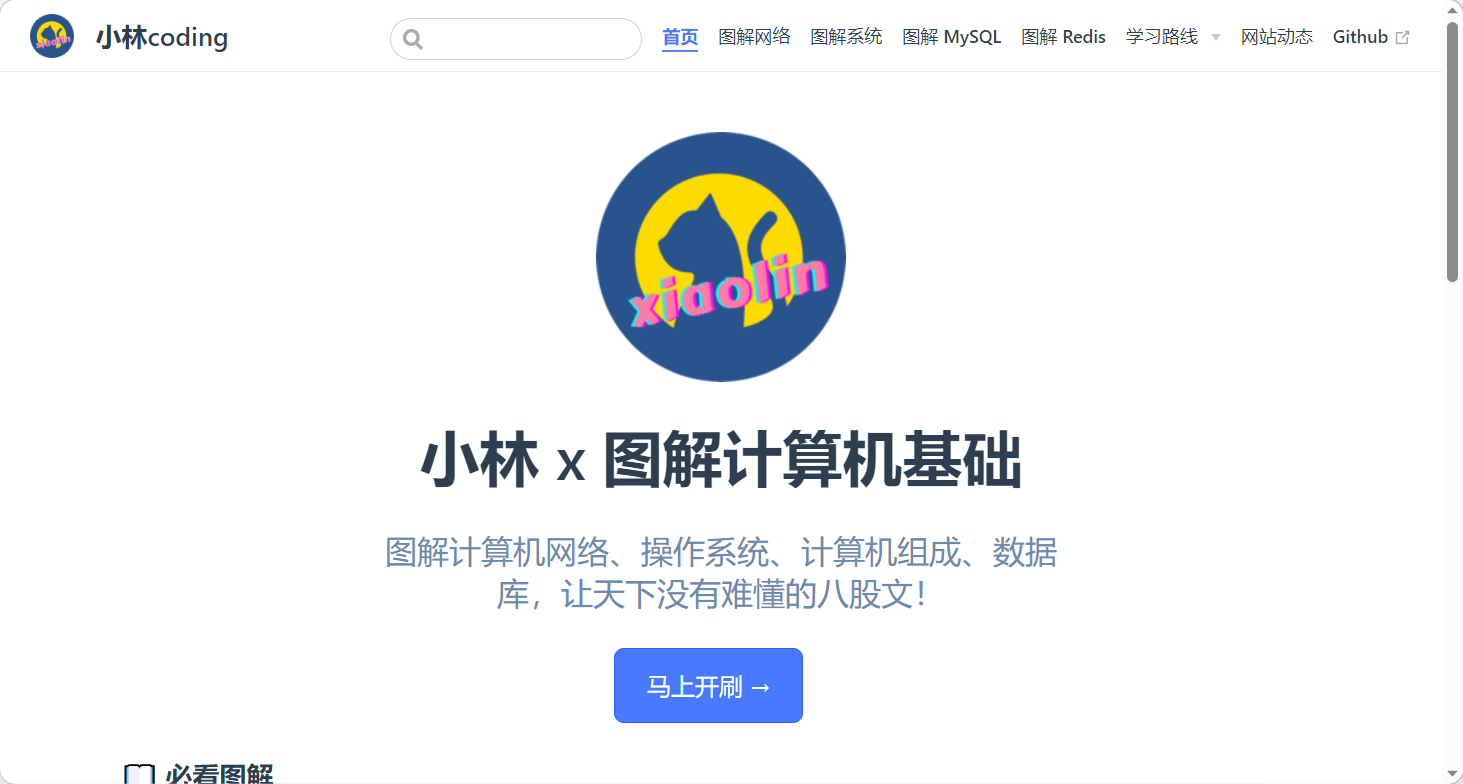 xiaolin
小林coding
首页 图解网络 图解系统 图解 MySQL 图解 Redis 学习路线 网站动态 Github
xiaolin
小林 x 图解计算机基础
图解计算机网络、操作系统、计算机组成、数据
库，让天下没有难懂的八股文！
马上开刷 →
必看图解